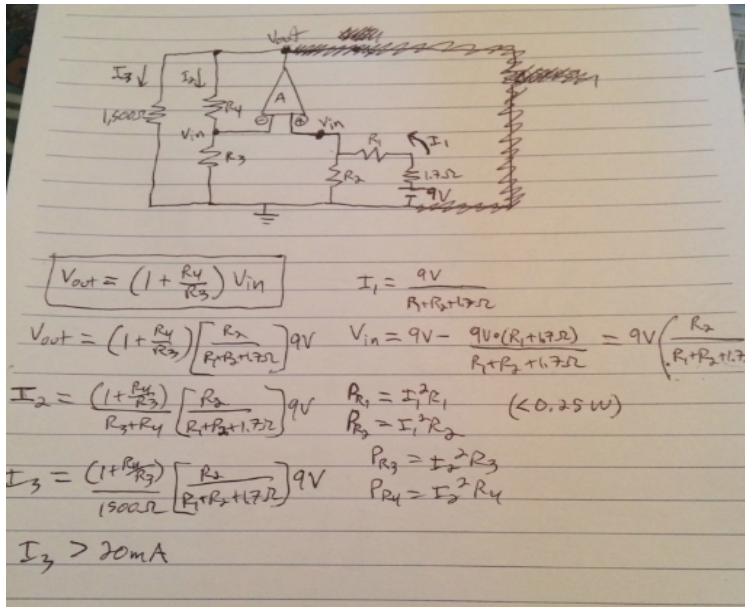 Vout
I3 ↓ I2 ↓
1,500Ω R4 A
Vin ⊖ ⊕ Vin
R3 R1 I1
R2 1.7Ω
9V
Vout = (1 + R4/R3) Vin
I1 = 9V/(R1+R2+1.7Ω)
Vout = (1 + R4/R3) [R2/(R1+R2+1.7Ω)] 9V
Vin = 9V - 9V·(R1+1.7Ω)/(R1+R2+1.7Ω) = 9V (R2/(R1+R2+1.7
I2 = (1+R4/R3)/(R3+R4) [R2/(R1+R2+1.7Ω)] 9V
PR1 = I1²R1 (<0.25W)
PR2 = I1²R2
I3 = (1+R4/R3)/1500Ω [R2/(R1+R2+1.7Ω)] 9V
PR3 = I2²R3
PR4 = I2²R4
I3 > 20mA